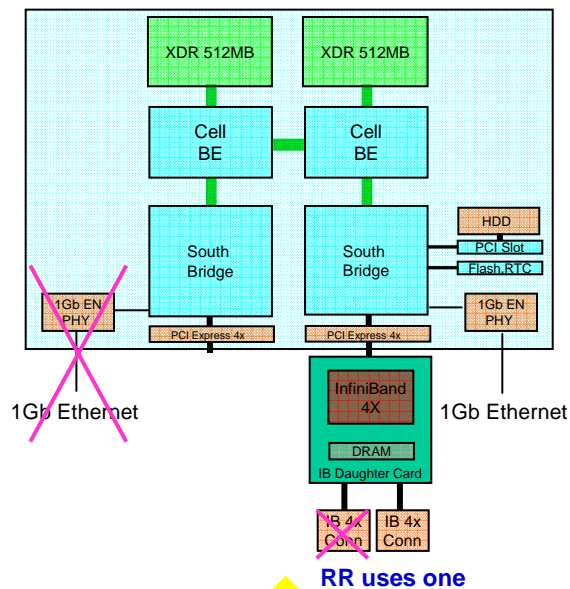 XDR 512MB
XDR 512MB
Cell
BE
Cell
BE
South
Bridge
South
Bridge
HDD
PCI Slot
Flash,RTC
1Gb EN
PHY
1Gb EN
PHY
PCI Express 4x
PCI Express 4x
1Gb Ethernet
1Gb Ethernet
InfiniBand
4X
DRAM
IB Daughter Card
IB 4x
Conn
IB 4x
Conn
RR uses one